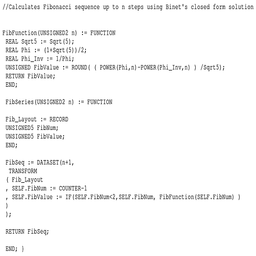 //Calculates Fibonacci sequence up to n steps using Binet's closed form solution
FibFunction(UNSIGNED2 n) := FUNCTION
REAL Sqrt5 := Sqrt(5);
REAL Phi := (1+Sqrt(5))/2;
REAL Phi_Inv := 1/Phi;
UNSIGNED FibValue := ROUND( ( POWER(Phi,n)-POWER(Phi_Inv,n) ) /Sqrt5);
RETURN FibValue;
END;
FibSeries(UNSIGNED2 n) := FUNCTION
Fib_Layout := RECORD
UNSIGNED5 FibNum;
UNSIGNED5 FibValue;
END;
FibSeq := DATASET(n+1,
TRANSFORM
( Fib_Layout
, SELF.FibNum := COUNTER-1
, SELF.FibValue := IF(SELF.FibNum<2,SELF.FibNum, FibFunction(SELF.FibNum) )
)
);
RETURN FibSeq;
END; }